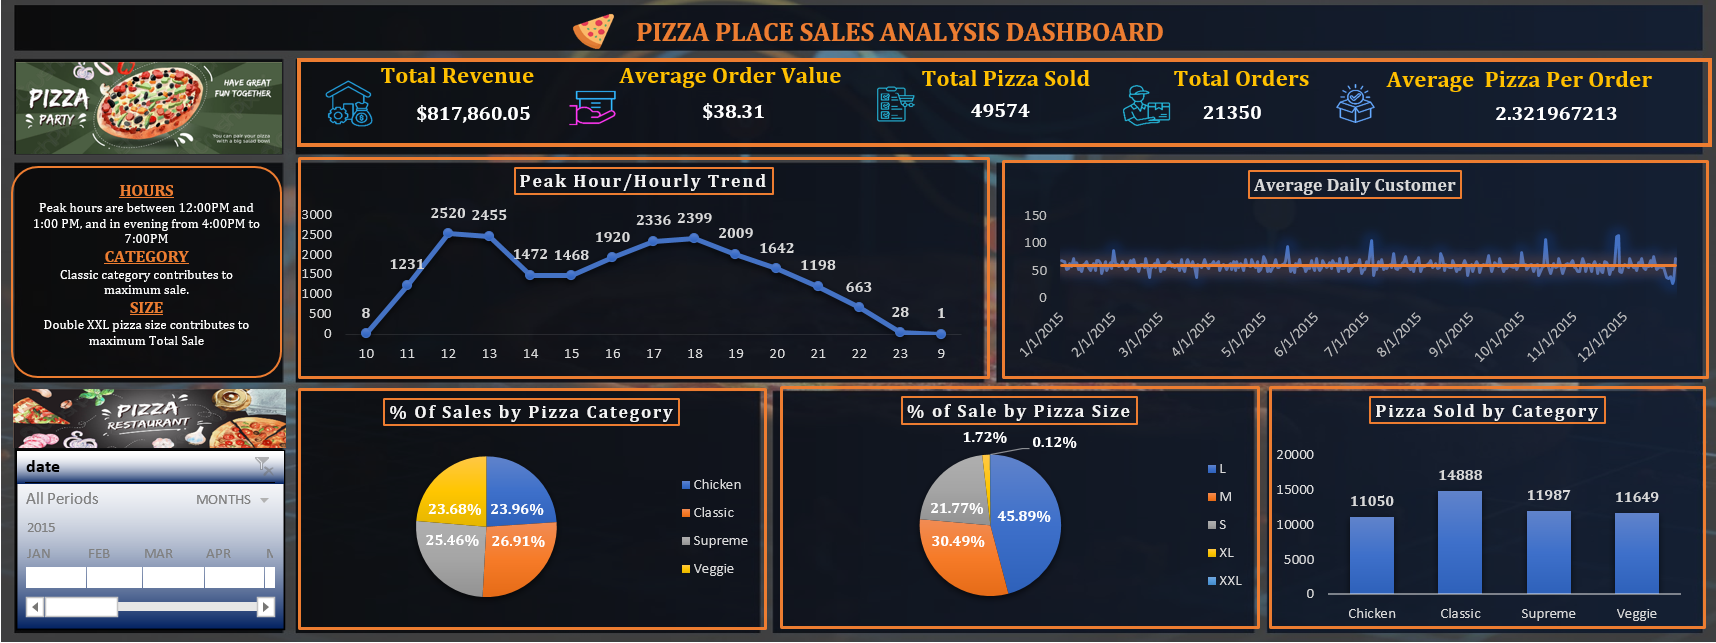 PIZZA PLACE SALES ANALYSIS DASHBOARD
PIZZA
PARTY
HAVE GREAT
FUN TOGETHER
You can pair your pizza
with a big salad bowl
Total Revenue
$817,860.05
Average Order Value
$38.31
Total Pizza Sold
49574
Total Orders
21350
Average Pizza Per Order
2.321967213
HOURS
Peak hours are between 12:00PM and
1:00 PM, and in evening from 4:00PM to
7:00PM
CATEGORY
Classic category contributes to
maximum sale.
SIZE
Double XXL pizza size contributes to
maximum Total Sale
Peak Hour/Hourly Trend
3000
2500
2000
1500
1000
500
0
8
1231
2520
2455
1472
1468
1920
2336
2399
2009
1642
1198
663
28
1
10 11 12 13 14 15 16 17 18 19 20 21 22 23 9
Average Daily Customer
150
100
50
0
1/1/2015
2/1/2015
3/1/2015
4/1/2015
5/1/2015
6/1/2015
7/1/2015
8/1/2015
9/1/2015
10/1/2015
11/1/2015
12/1/2015
PIZZA
RESTAURANT
date
All Periods
MONTHS
2015
JAN FEB MAR APR
% Of Sales by Pizza Category
23.68%
23.96%
25.46%
26.91%
Chicken
Classic
Supreme
Veggie
% of Sale by Pizza Size
1.72%
0.12%
21.77%
45.89%
30.49%
L
M
S
XL
XXL
Pizza Sold by Category
20000
15000
10000
5000
0
11050
14888
11987
11649
Chicken Classic Supreme Veggie